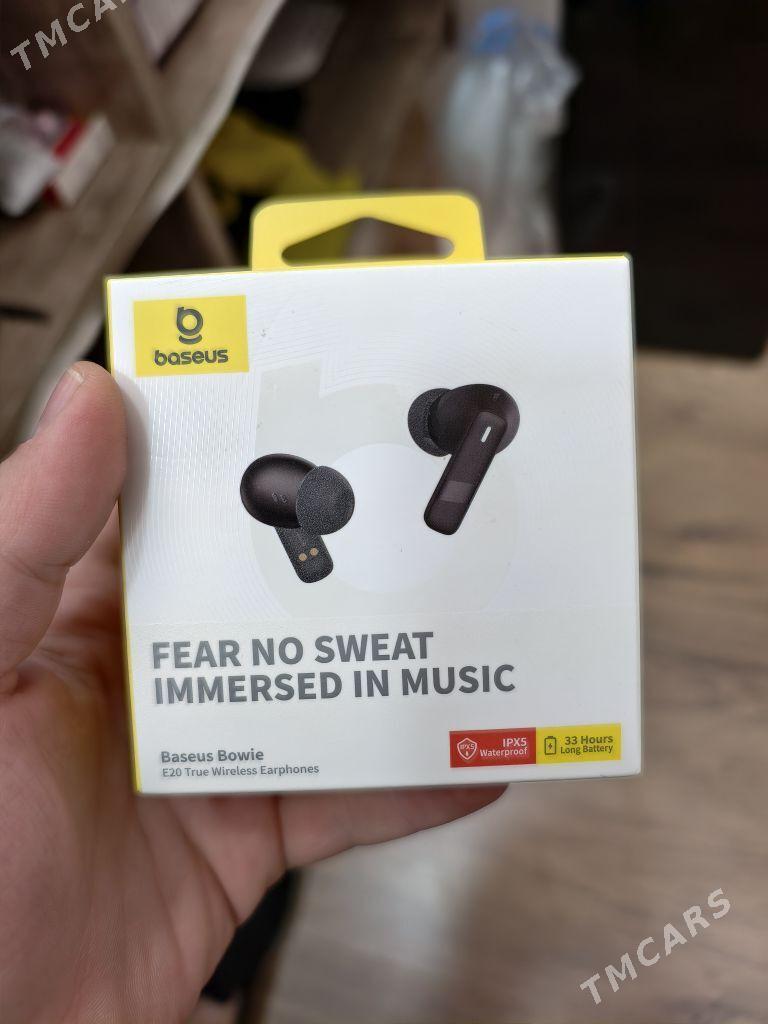 TMCARS
baseus
FEAR NO SWEAT
IMMERSED IN MUSIC
IPX5
IPX5
Waterproof
33 Hours
Long Battery
Baseus Bowie
E20 True Wireless Earphones
TMCARS